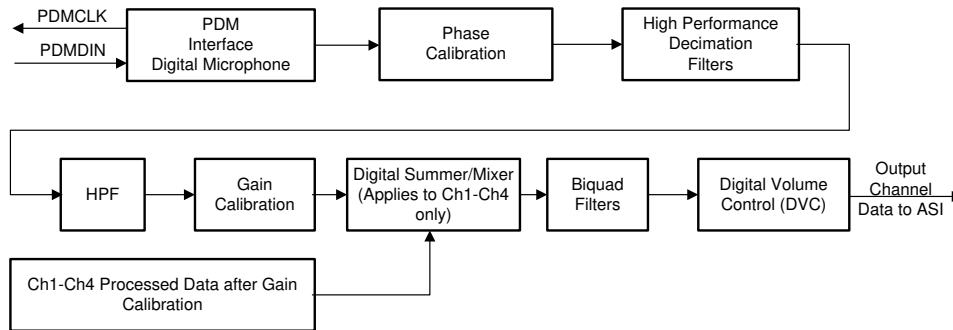 PDMCLK
PDMDIN
PDM
Interface
Digital Microphone
Phase
Calibration
High Performance
Decimation
Filters
HPF
Gain
Calibration
Digital Summer/Mixer
(Applies to Ch1-Ch4
only)
Biquad
Filters
Digital Volume
Control (DVC)
Output
Channel
Data to ASI
Ch1-Ch4 Processed Data after Gain
Calibration